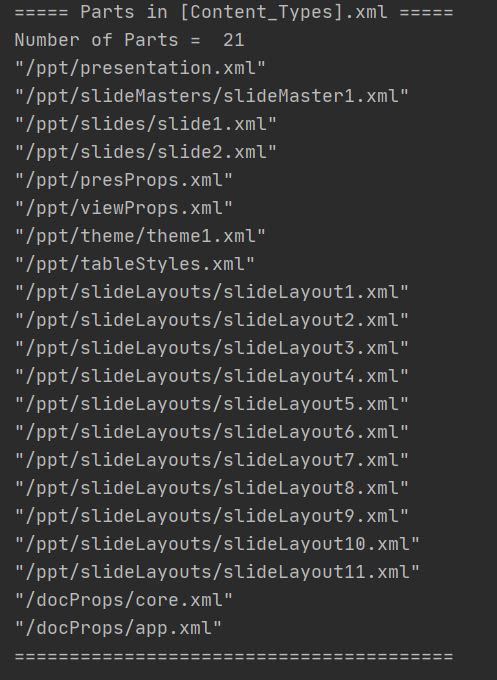 ===== Parts in [Content_Types].xml =====
Number of Parts =  21
"/ppt/presentation.xml"
"/ppt/slideMasters/slideMaster1.xml"
"/ppt/slides/slide1.xml"
"/ppt/slides/slide2.xml"
"/ppt/presProps.xml"
"/ppt/viewProps.xml"
"/ppt/theme/theme1.xml"
"/ppt/tableStyles.xml"
"/ppt/slideLayouts/slideLayout1.xml"
"/ppt/slideLayouts/slideLayout2.xml"
"/ppt/slideLayouts/slideLayout3.xml"
"/ppt/slideLayouts/slideLayout4.xml"
"/ppt/slideLayouts/slideLayout5.xml"
"/ppt/slideLayouts/slideLayout6.xml"
"/ppt/slideLayouts/slideLayout7.xml"
"/ppt/slideLayouts/slideLayout8.xml"
"/ppt/slideLayouts/slideLayout9.xml"
"/ppt/slideLayouts/slideLayout10.xml"
"/ppt/slideLayouts/slideLayout11.xml"
"/docProps/core.xml"
"/docProps/app.xml"
========================================